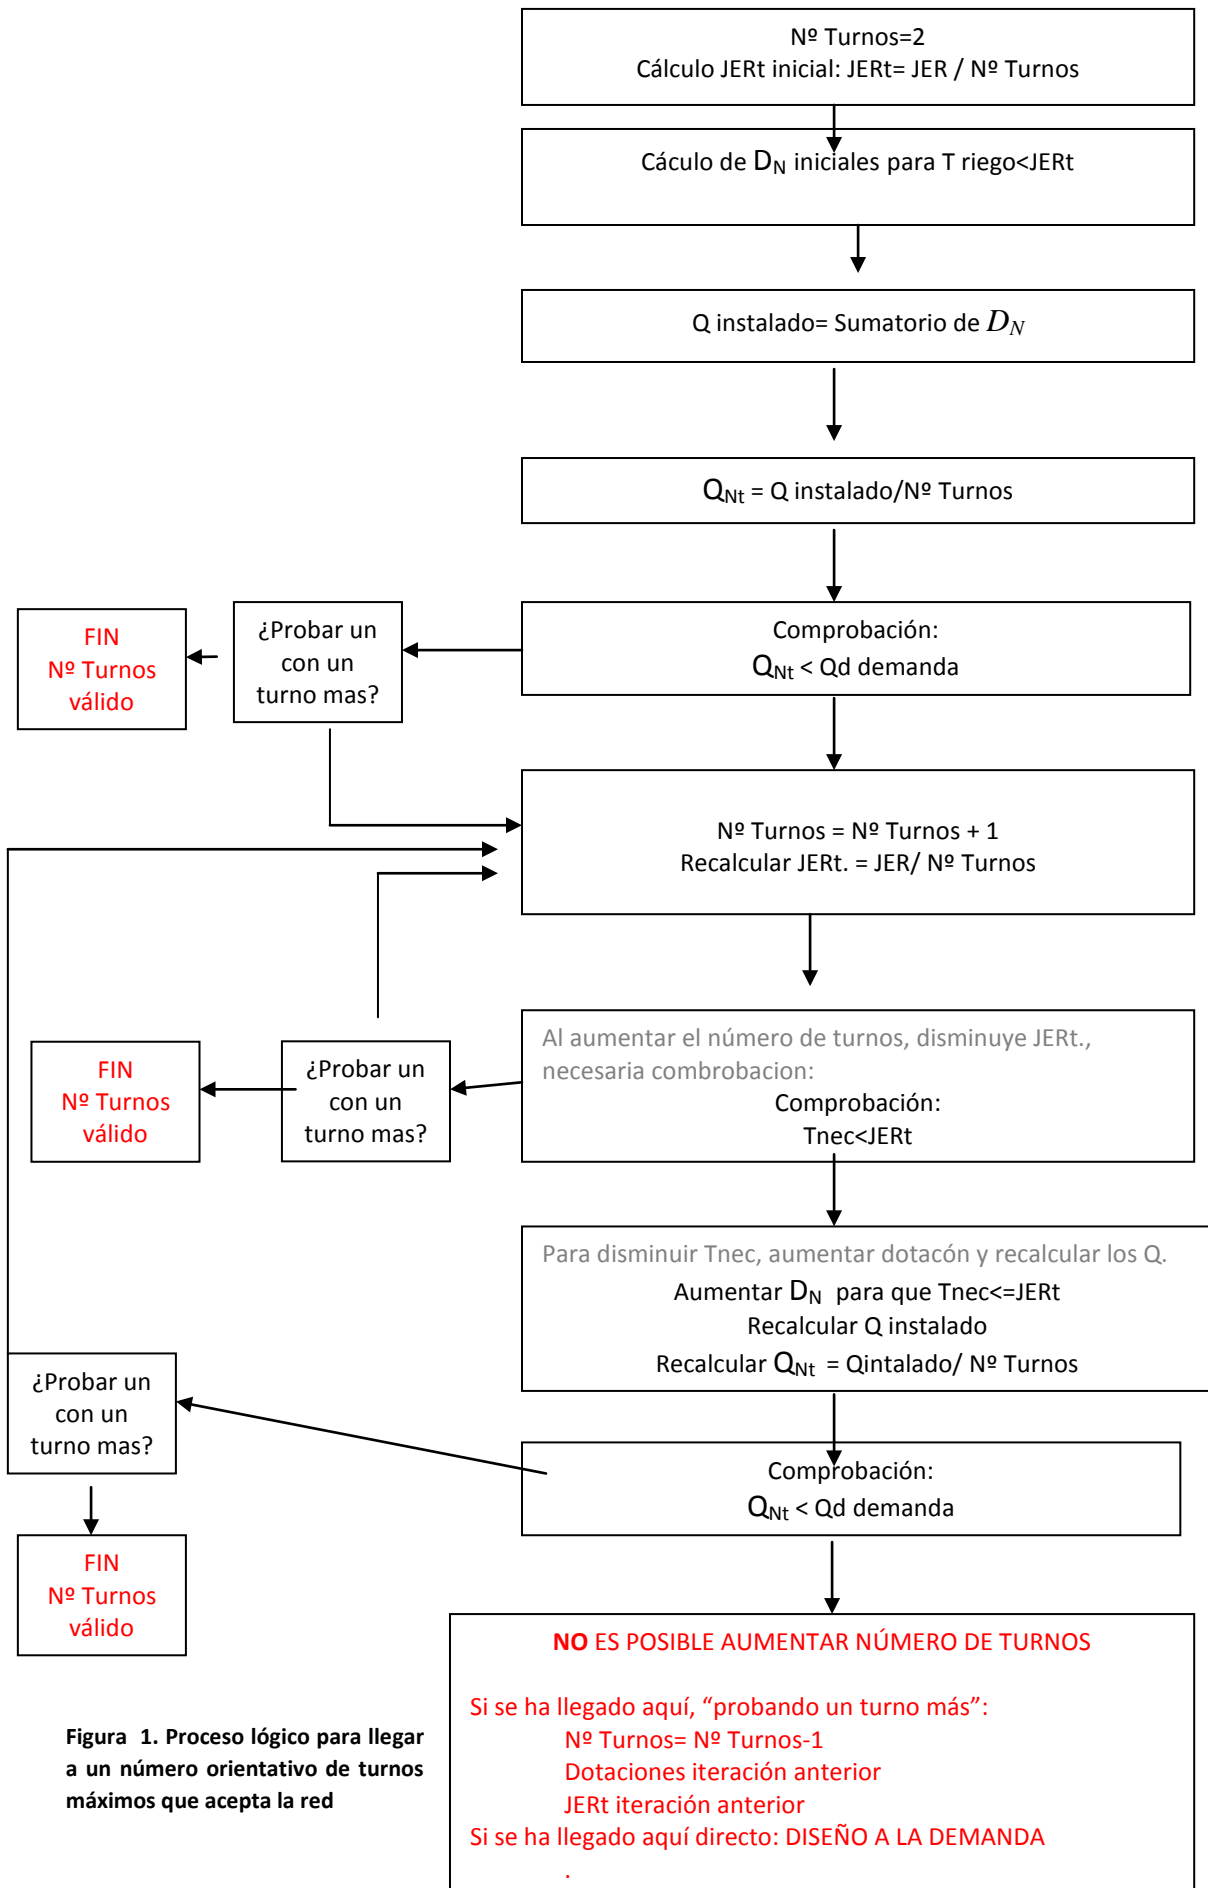 Nº Turnos=2
Cálculo JERt inicial: JERt= JER / Nº Turnos
Cáculo de DN iniciales para T riego<JERt
Q instalado= Sumatorio de DN
QNt = Q instalado/Nº Turnos
Comprobación:
QNt < Qd demanda
¿Probar un
con un
turno mas?
FIN
Nº Turnos
válido
Nº Turnos = Nº Turnos + 1
Recalcular JERt. = JER/ Nº Turnos
Al aumentar el número de turnos, disminuye JERt.,
necesaria combrobacion:
Comprobación:
Tnec<JERt
¿Probar un
con un
turno mas?
FIN
Nº Turnos
válido
Para disminuir Tnec, aumentar dotacón y recalcular los Q.
Aumentar DN para que Tnec<=JERt
Recalcular Q instalado
Recalcular QNt = Qintalado/ Nº Turnos
¿Probar un
con un
turno mas?
Comprobación:
QNt < Qd demanda
FIN
Nº Turnos
válido
NO ES POSIBLE AUMENTAR NÚMERO DE TURNOS
Si se ha llegado aquí, “probando un turno más”:
Nº Turnos= Nº Turnos-1
Dotaciones iteración anterior
JERt iteración anterior
Si se ha llegado aquí directo: DISEÑO A LA DEMANDA
.
Figura 1. Proceso lógico para llegar
a un número orientativo de turnos
máximos que acepta la red